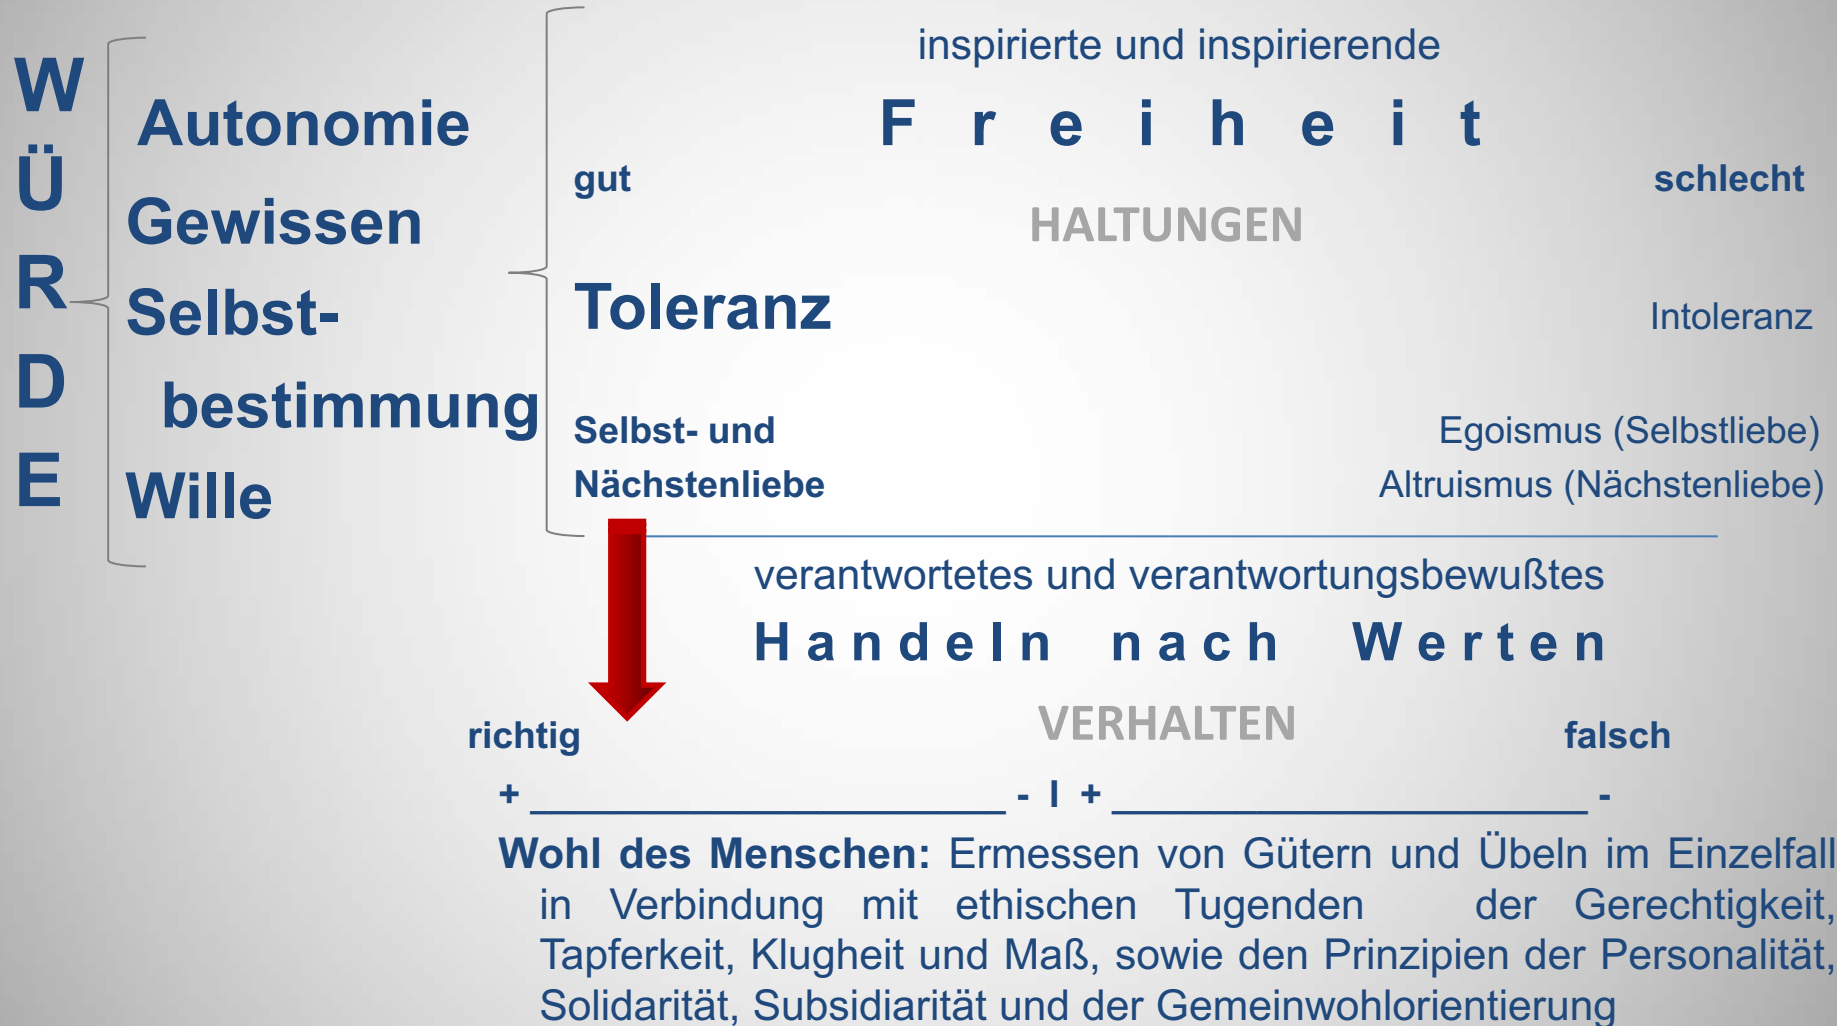 W
Ü
R
D
E
Autonomie
Gewissen
Selbst-
bestimmung
Wille
inspirierte und inspirierende
F r e i h e i t
gut schlecht
HALTUNGEN
Toleranz Intoleranz
Selbst- und Egoismus (Selbstliebe)
Nächstenliebe Altruismus (Nächstenliebe)
verantwortetes und verantwortungsbewußtes
H a n d e l n n a c h W e r t e n
VERHALTEN
richtig falsch
+ ______________________ - I + ______________________ -
Wohl des Menschen: Ermessen von Gütern und Übeln im Einzelfall
in Verbindung mit ethischen Tugenden der Gerechtigkeit,
Tapferkeit, Klugheit und Maß, sowie den Prinzipien der Personalität,
Solidarität, Subsidiarität und der Gemeinwohlorientierung